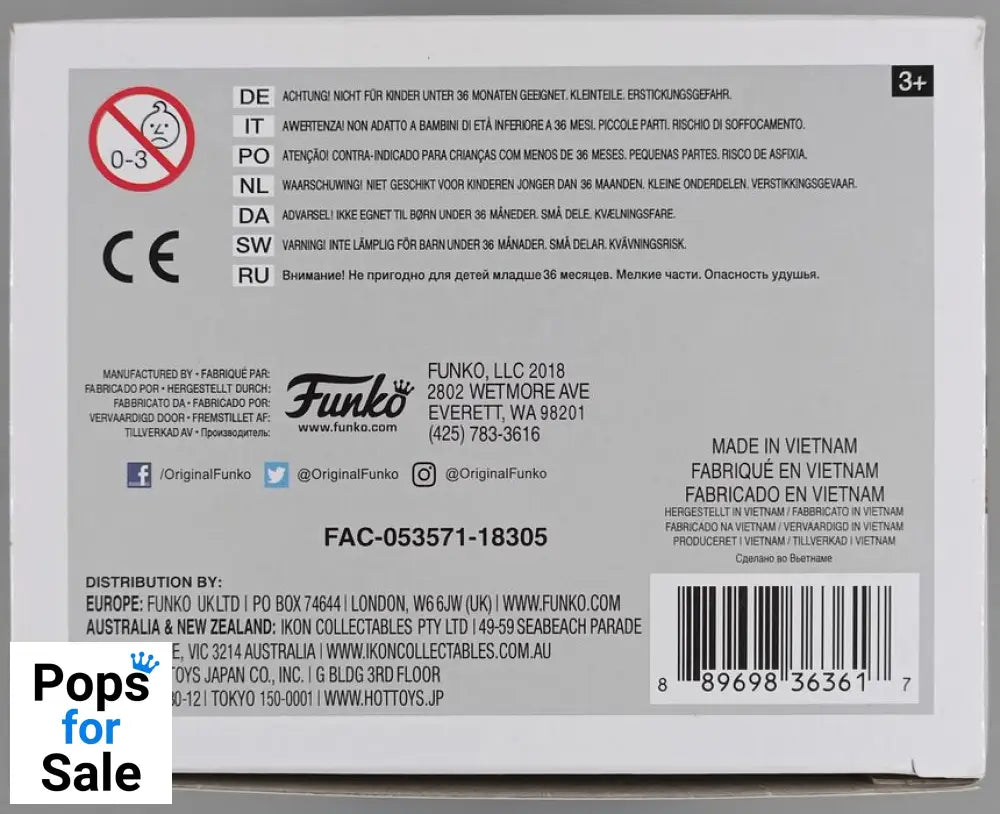 3+
0-3
CE
DE ACHTUNG! NICHT FÜR KINDER UNTER 36 MONATEN GEEIGNET. KLEINTEILE. ERSTICKUNGSGEFAHR.
IT AWERTENZA! NON ADATTO A BAMBINI DI ETÀ INFERIORE A 36 MESI. PICCOLE PARTI. RISCHIO DI SOFFOCAMENTO.
PO ATENÇÃO! CONTRA-INDICADO PARA CRIANÇAS COM MENOS DE 36 MESES. PEQUENAS PARTES. RISCO DE ASFIXIA.
NL WAARSCHUWING! NIET GESCHIKT VOOR KINDEREN JONGER DAN 36 MAANDEN. KLEINE ONDERDELEN. VERSTIKKINGSGEVAAR.
DA ADVARSEL! IKKE EGNET TIL BØRN UNDER 36 MÅNEDER. SMÅ DELE. KVÆLNINGSFARE.
SW VARNING! INTE LÄMPLIG FÖR BARN UNDER 36 MÅNADER. SMÅ DELAR. KVÄVNINGSRISK.
RU Внимание! Не пригодно для детей младше 36 месяцев. Мелкие части. Опасность удушья.
MANUFACTURED BY • FABRIQUÉ PAR:
FABRICADO POR • HERGESTELLT DURCH:
FABBRICATO DA • FABRICADO POR:
VERVAARDIGD DOOR • FREMSTILLET AF:
TILLVERKAD AV • Производитель:
Funko
www.funko.com
FUNKO, LLC 2018
2802 WETMORE AVE
EVERETT, WA 98201
(425) 783-3616
/OriginalFunko @OriginalFunko @OriginalFunko
FAC-053571-18305
MADE IN VIETNAM
FABRIQUÉ EN VIETNAM
FABRICADO EN VIETNAM
HERGESTELLT IN VIETNAM / FABBRICATO IN VIETNAM
FABRICADO NA VIETNAM / VERVAARDIGD IN VIETNAM
PRODUCERET I VIETNAM / TILLVERKAD I VIETNAM
Сделано во Вьетнаме
DISTRIBUTION BY:
EUROPE: FUNKO UK LTD | PO BOX 74644 | LONDON, W6 6JW (UK) | WWW.FUNKO.COM
AUSTRALIA & NEW ZEALAND: IKON COLLECTABLES PTY LTD | 49-59 SEABEACH PARADE
E, VIC 3214 AUSTRALIA | WWW.IKONCOLLECTABLES.COM.AU
TOYS JAPAN CO., INC. | G BLDG 3RD FLOOR
30-12 | TOKYO 150-0001 | WWW.HOTTOYS.JP
8 89698 36361 7
Pops
for
Sale